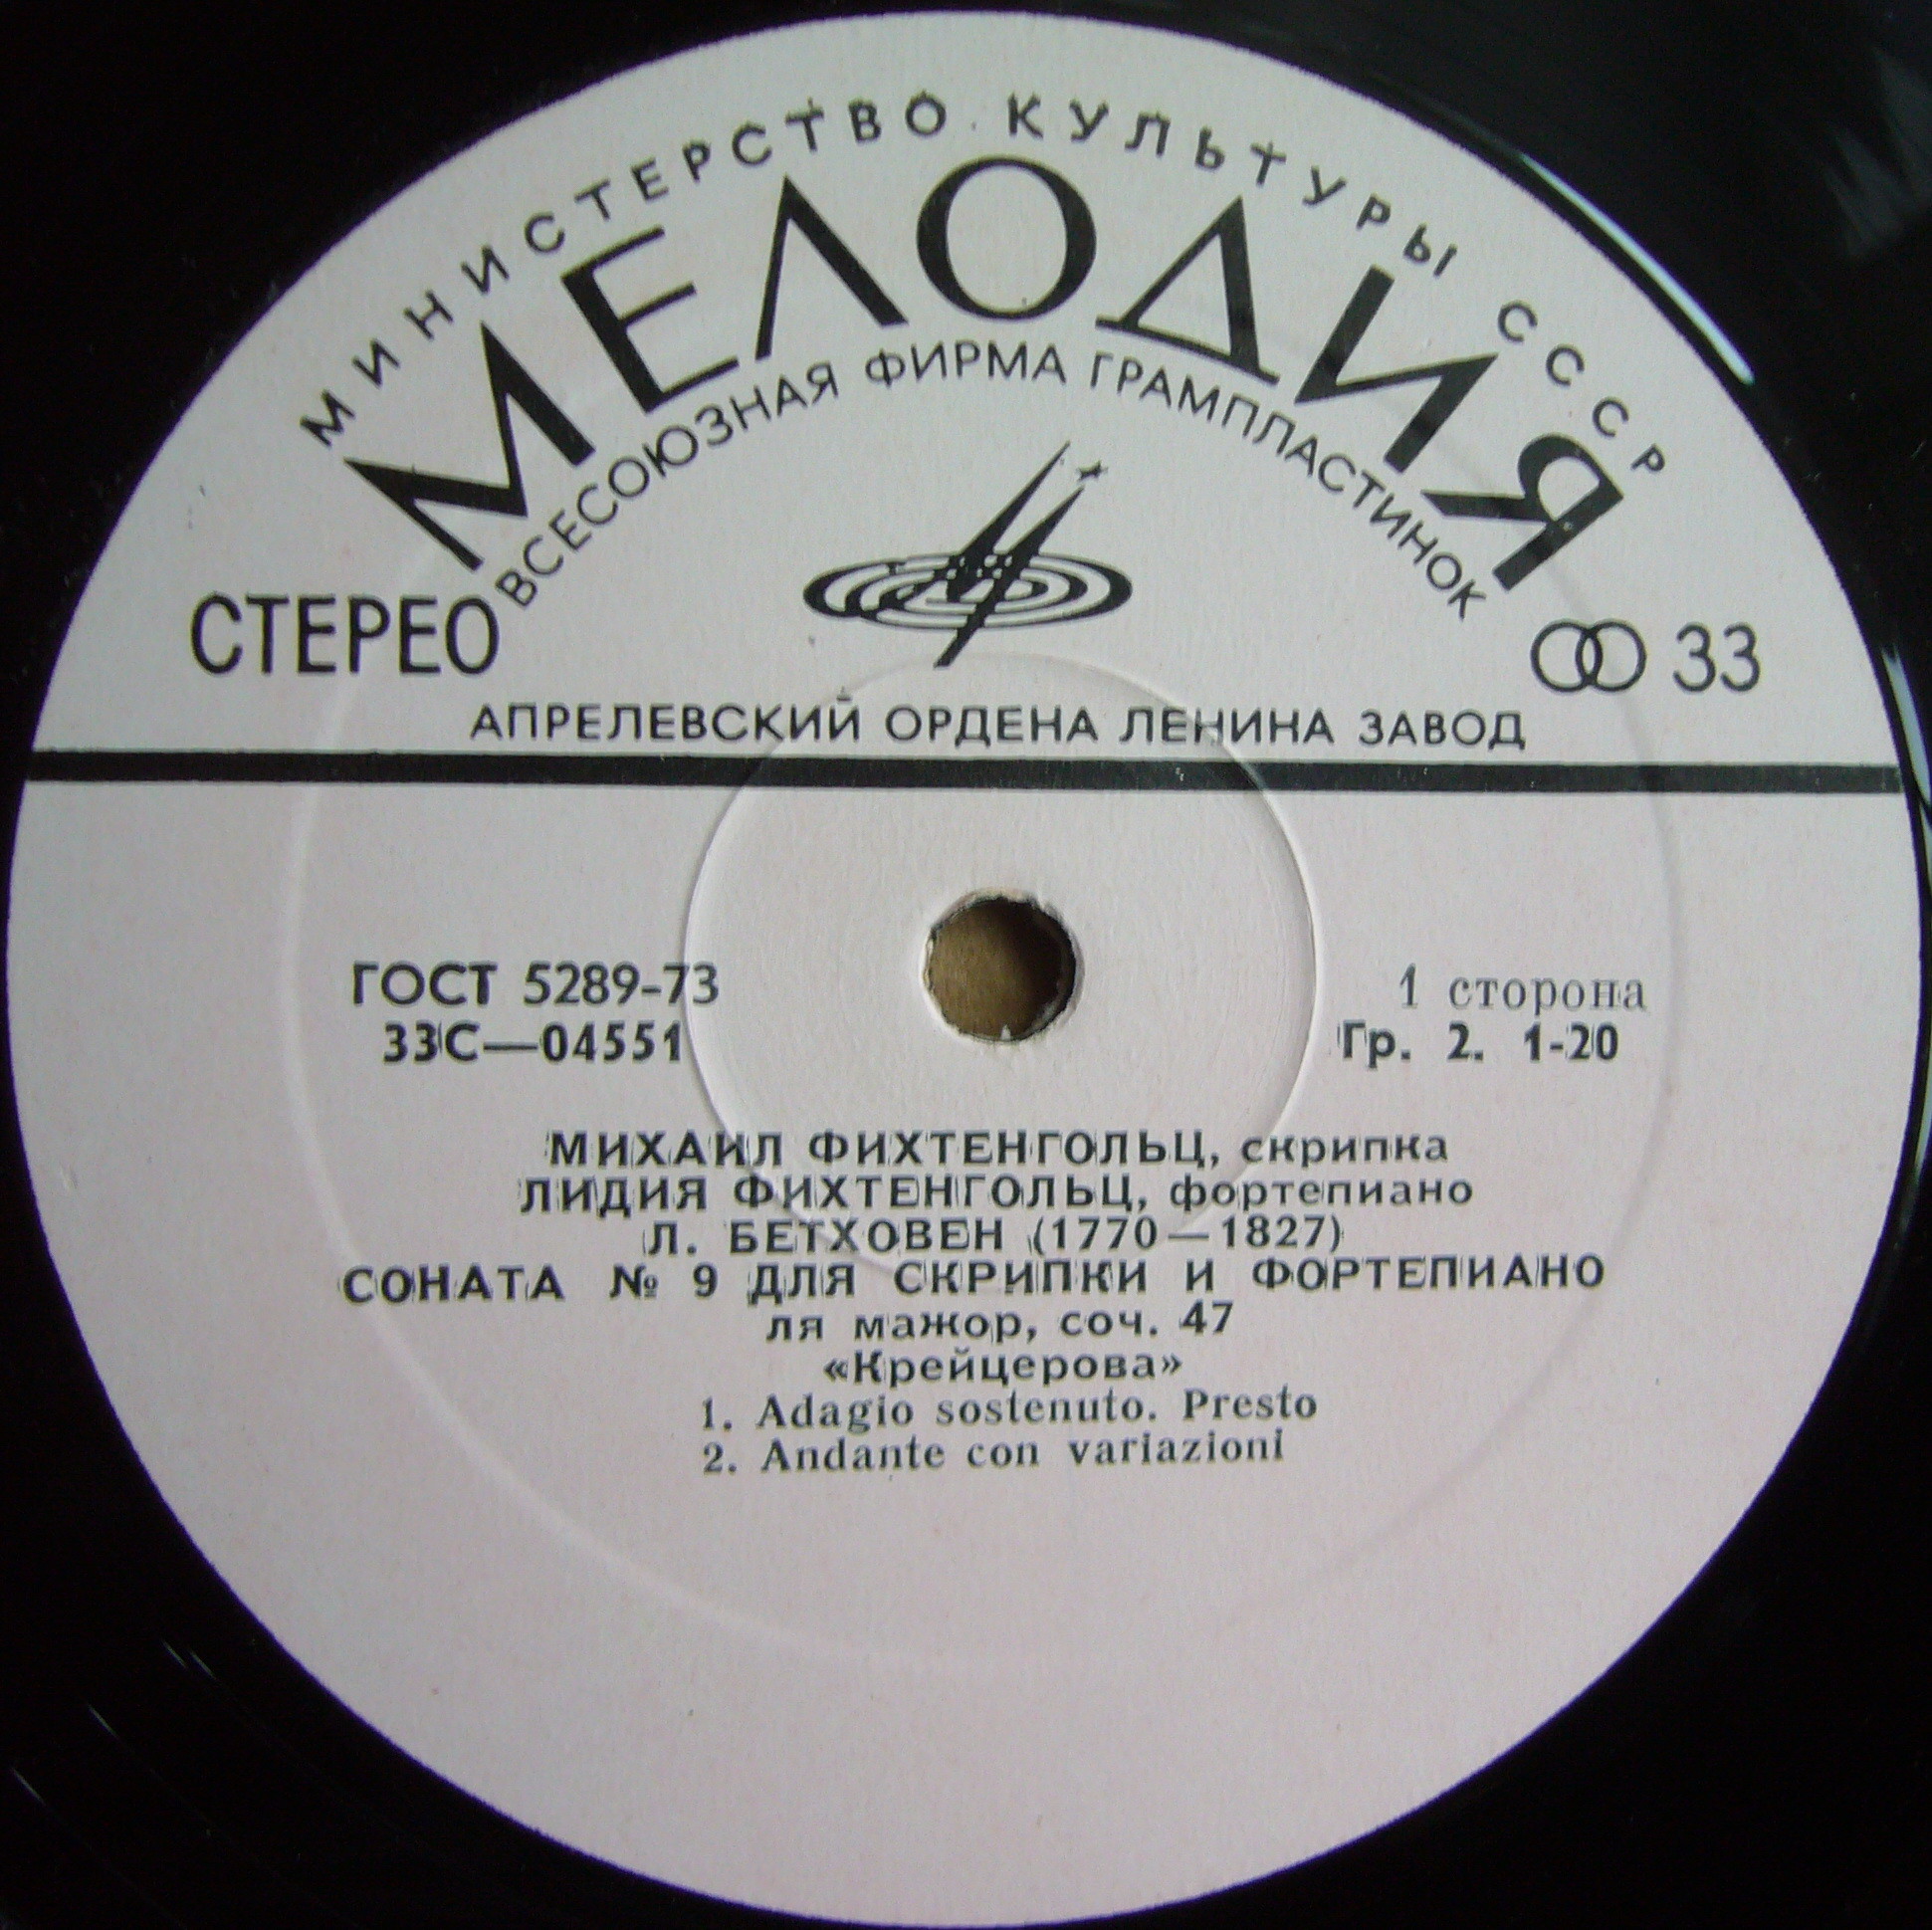 МИНИСТЕРСТВО КУЛЬТУРЫ СССР
МЕЛОДИЯ
ВСЕСОЮЗНАЯ ФИРМА ГРАМПЛАСТИНОК
СТЕРЕО
33
АПРЕЛЕВСКИЙ ОРДЕНА ЛЕНИНА ЗАВОД
ГОСТ 5289-73
1 сторона
33С—04551
Гр. 2. 1-20
МИХАИЛ ФИХТЕНГОЛЬЦ, скрипка
ЛИДИЯ ФИХТЕНГОЛЬЦ, фортепиано
Л. БЕТХОВЕН (1770—1827)
СОНАТА № 9 ДЛЯ СКРИПКИ И ФОРТЕПИАНО
ля мажор, соч. 47
«Крейцерова»
1. Adagio sostenuto. Presto
2. Andante con variazioni